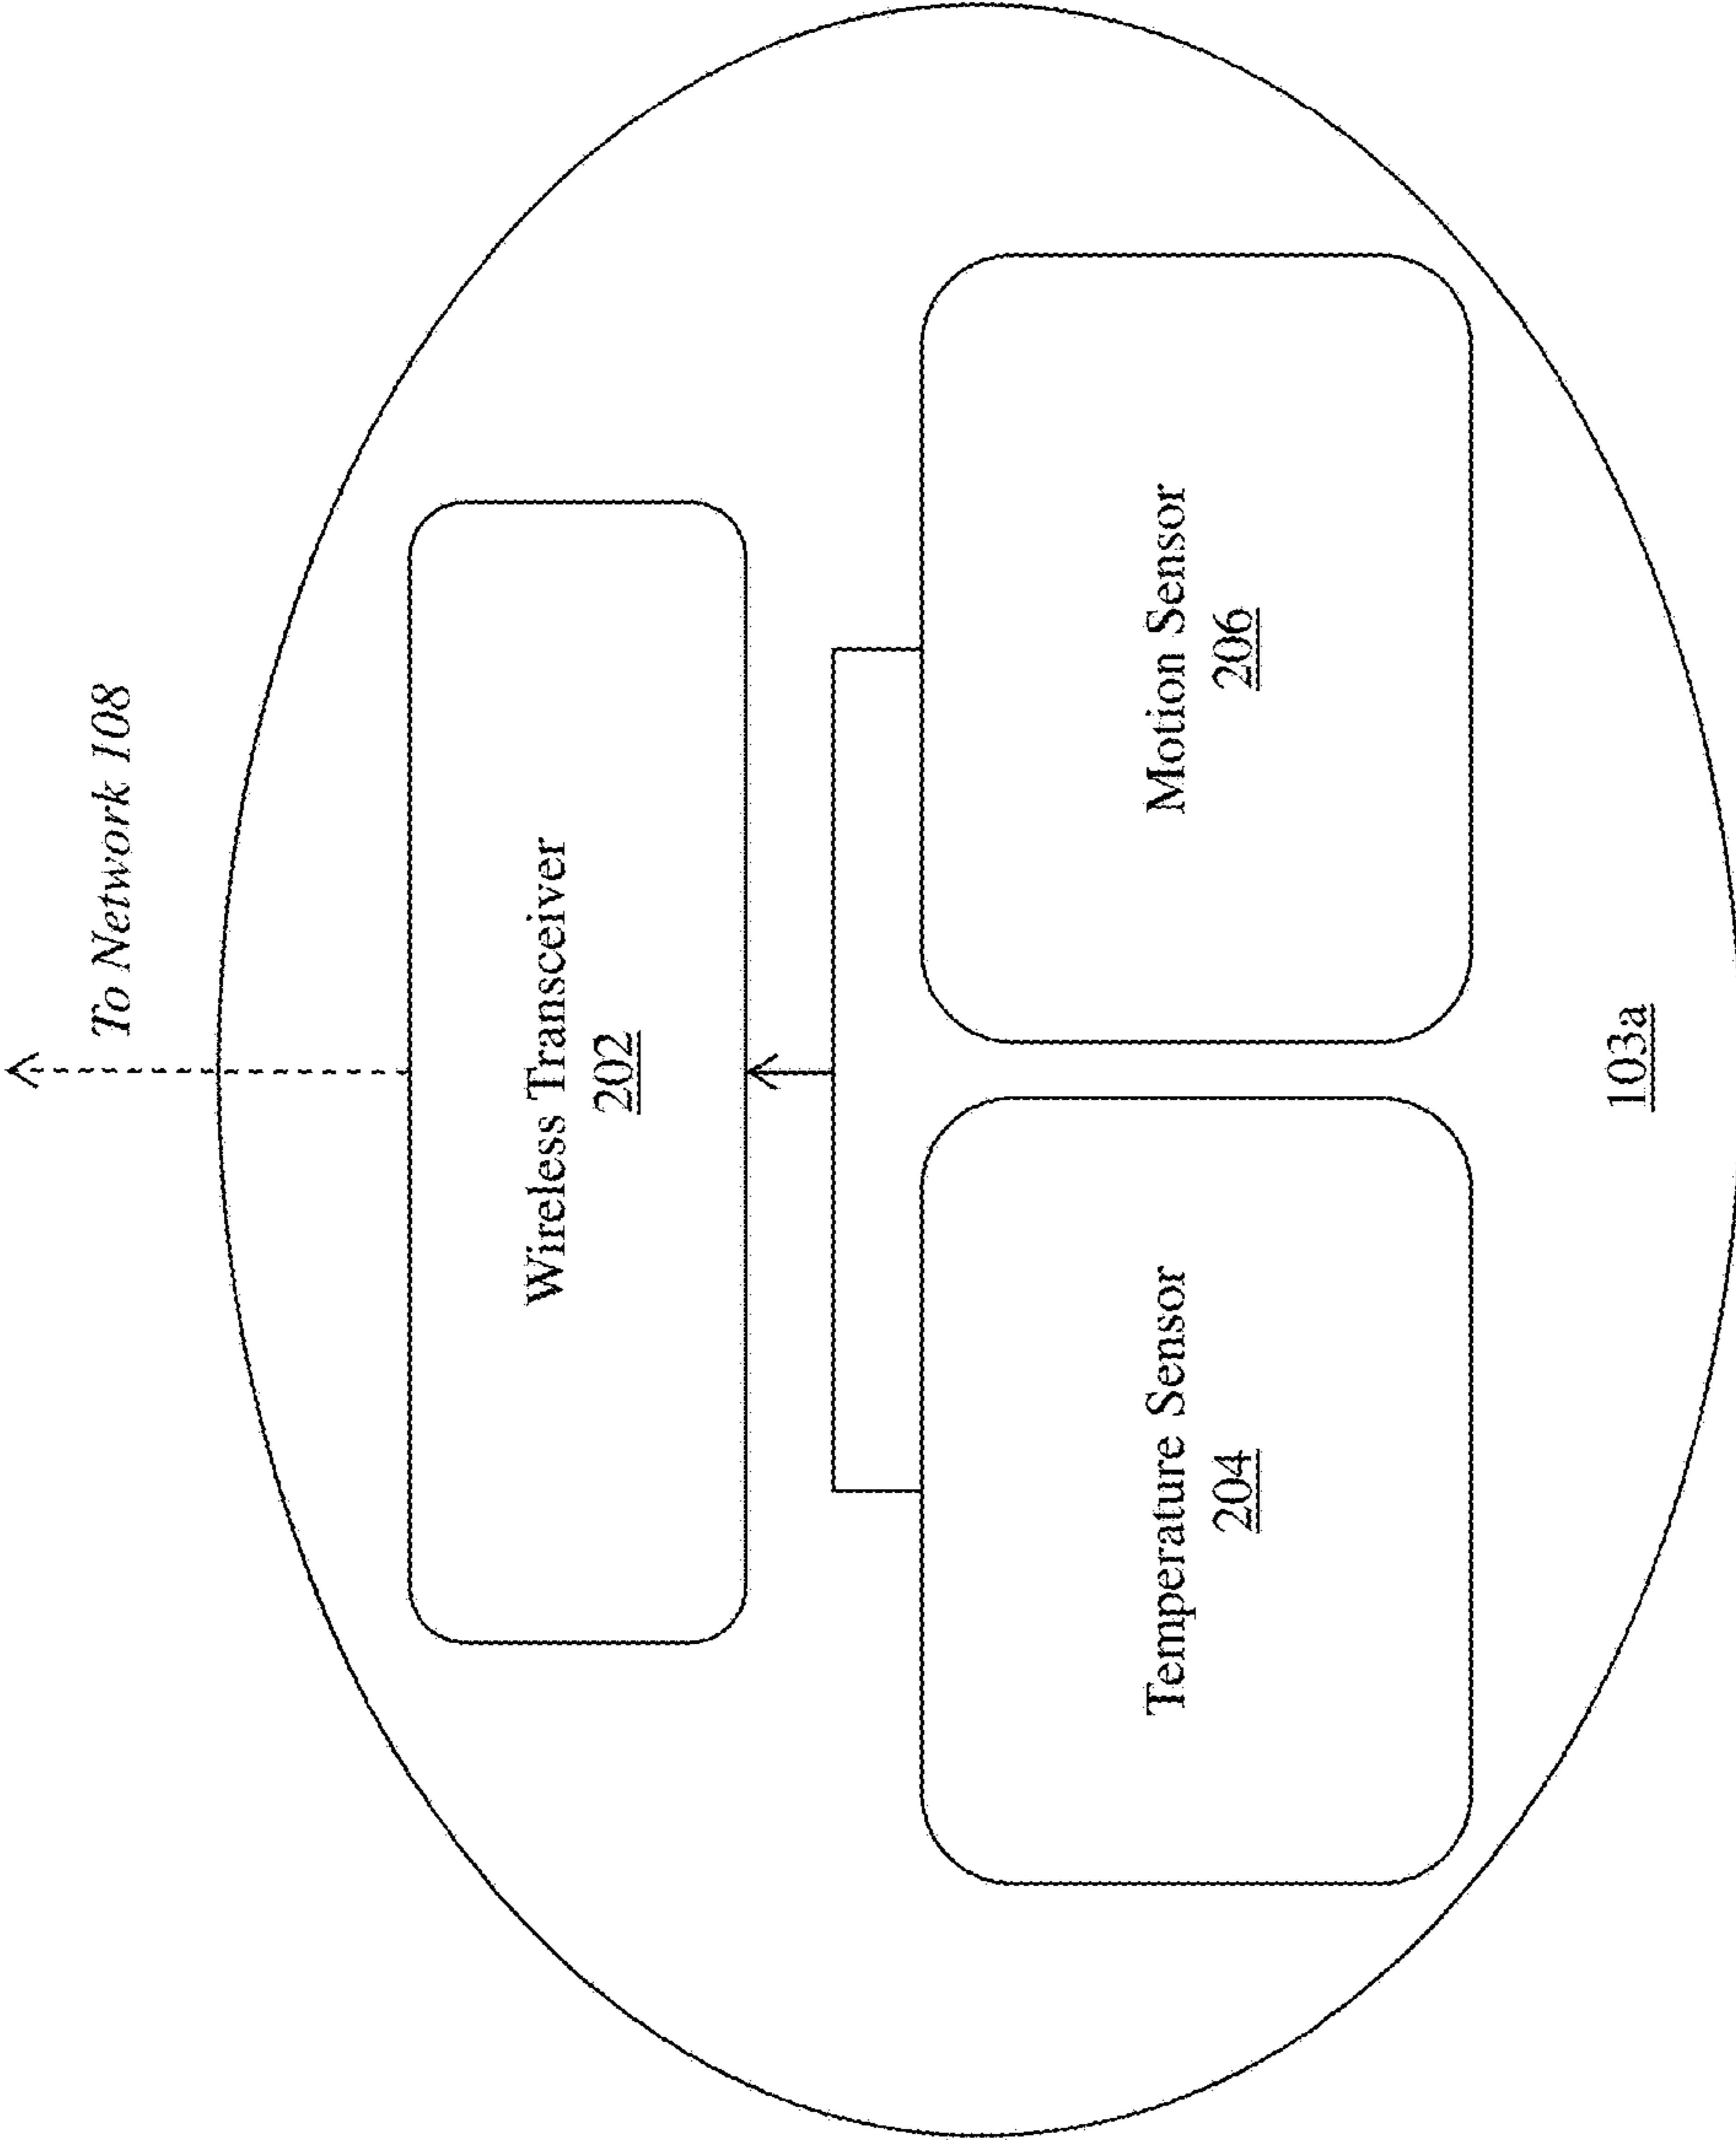 To Network 108
Wireless Transceiver
202
Temperature Sensor
204
Motion Sensor
206
103a